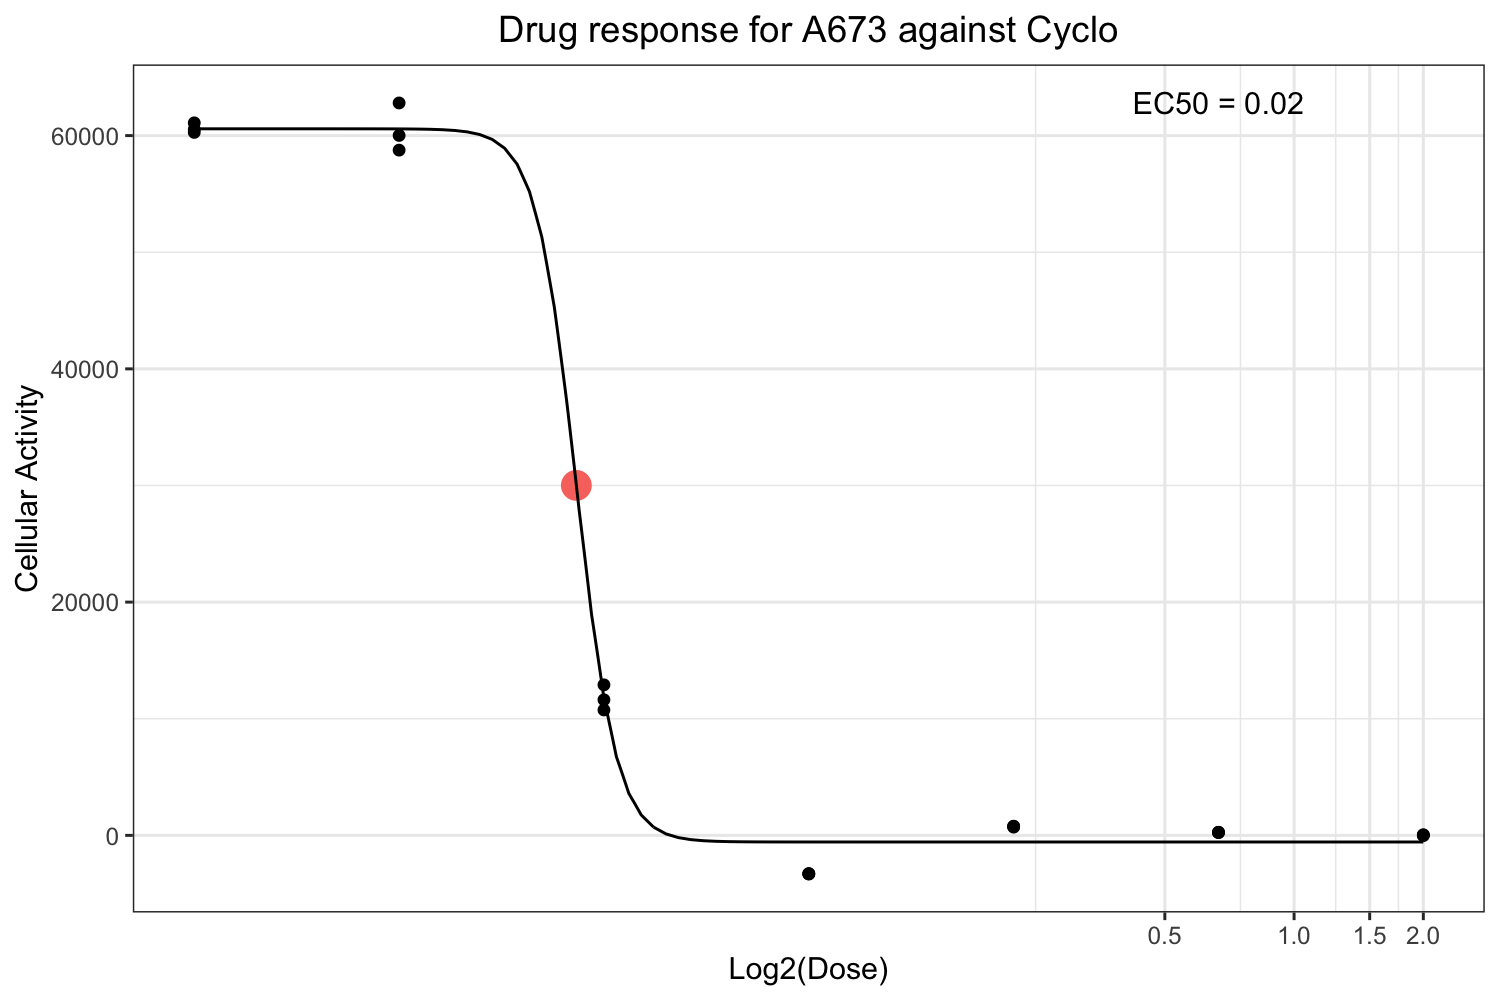 Drug response for A673 against Cyclo
EC50 = 0.02
60000
40000
20000
0
Cellular Activity
0.5 1.0 1.5 2.0
Log2(Dose)